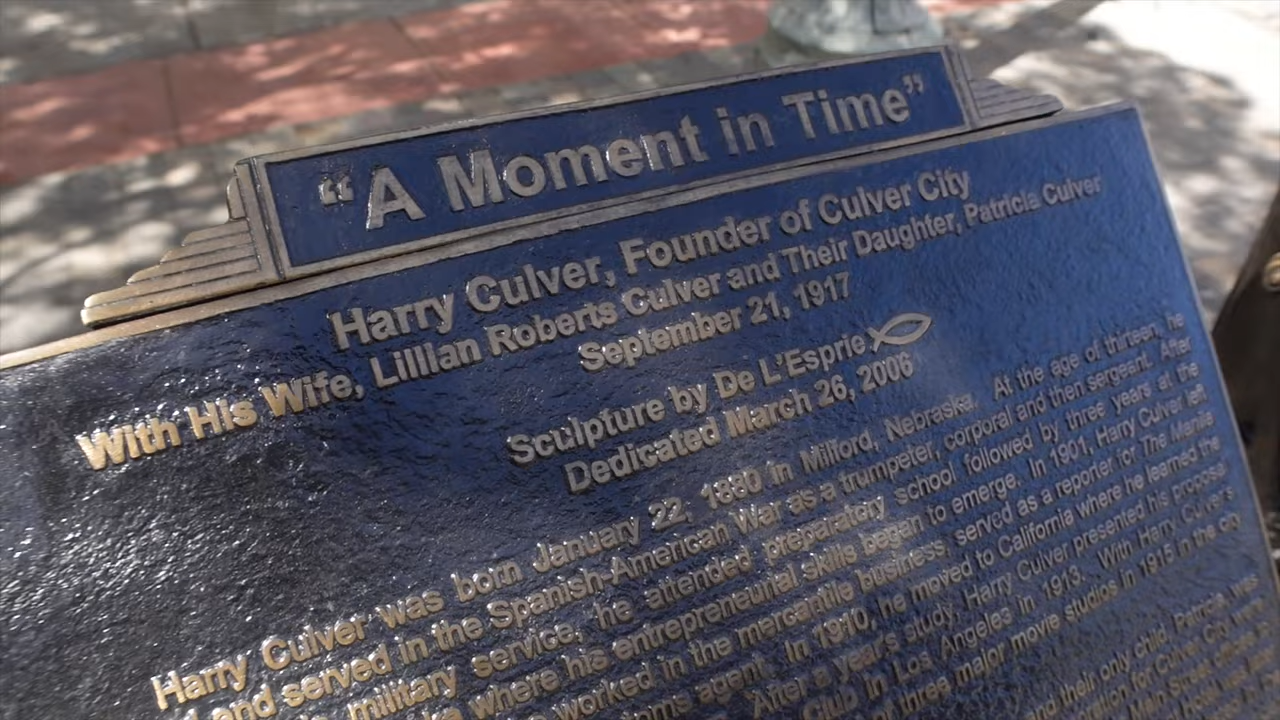 “A Moment in Time”
Harry Culver, Founder of Culver City
With His Wife, Lillian Roberts Culver and Their Daughter, Patricia Culver
September 21, 1917
Sculpture by De L'Esprie
Dedicated March 26, 2006
Harry Culver was born January 22, 1880 in Milford, Nebraska. At the age of thirteen, he
and served in the Spanish-American War as a trumpeter, corporal and then sergeant. After
military service, he attended preparatory school followed by three years at the
where his entrepreneurial skills began to emerge. In 1901, Harry Culver left
worked in the mercantile business, served as a reporter for The Manila
agent. In 1910, he moved to California where he learned the
After a year's study, Harry Culver presented his proposal
Club in Los Angeles in 1913. With Harry Culver's
of three major movie studios in 1915 in the city
and their only child, Patricia, was
for Culver City
Main Street